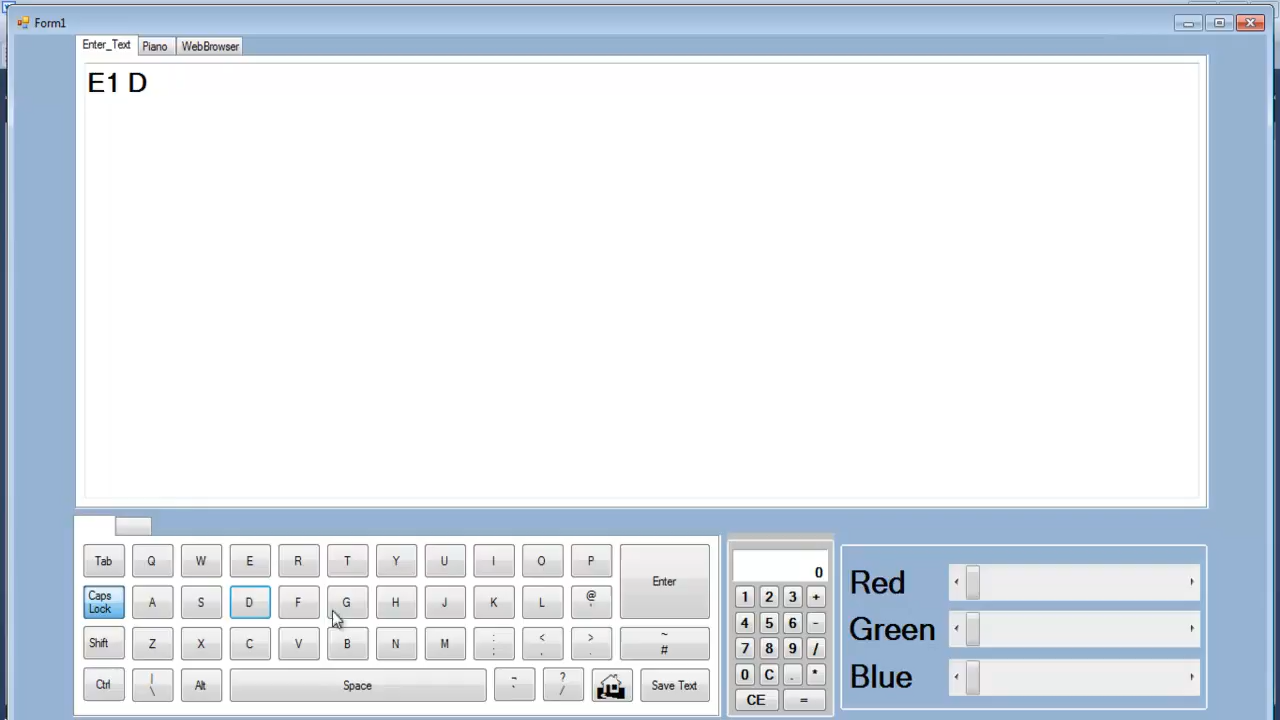 Form1
Enter_Text Piano WebBrowser
E1 D
Tab Q W E R T Y U I O P Enter
Caps Lock A S D F G H J K L @ '
Shift Z X C V B N M : ; < , > . ~ #
Ctrl | \ Alt Space ¬ ` ? / Save Text
0
1 2 3 +
4 5 6 -
7 8 9 /
0 C . *
CE =
Red
Green
Blue